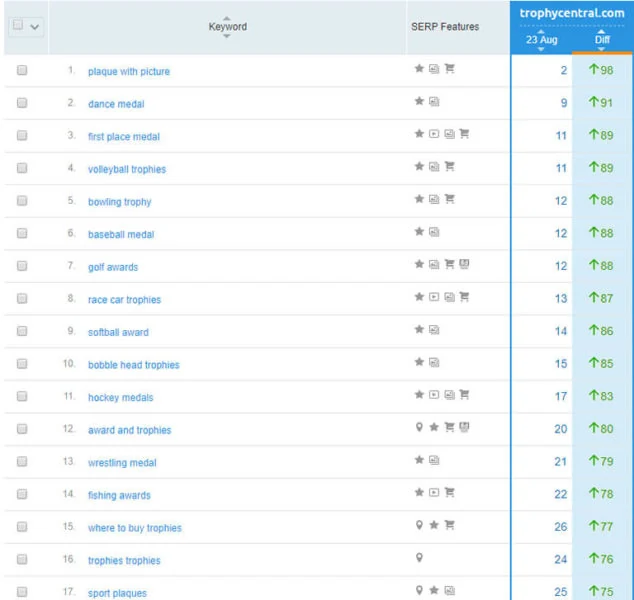 trophycentral.com
Keyword SERP Features 23 Aug Diff
1. plaque with picture 2 ↑98
2. dance medal 9 ↑91
3. first place medal 11 ↑89
4. volleyball trophies 11 ↑89
5. bowling trophy 12 ↑88
6. baseball medal 12 ↑88
7. golf awards 12 ↑88
8. race car trophies 13 ↑87
9. softball award 14 ↑86
10. bobble head trophies 15 ↑85
11. hockey medals 17 ↑83
12. award and trophies 20 ↑80
13. wrestling medal 21 ↑79
14. fishing awards 22 ↑78
15. where to buy trophies 26 ↑77
16. trophies trophies 24 ↑76
17. sport plaques 25 ↑75